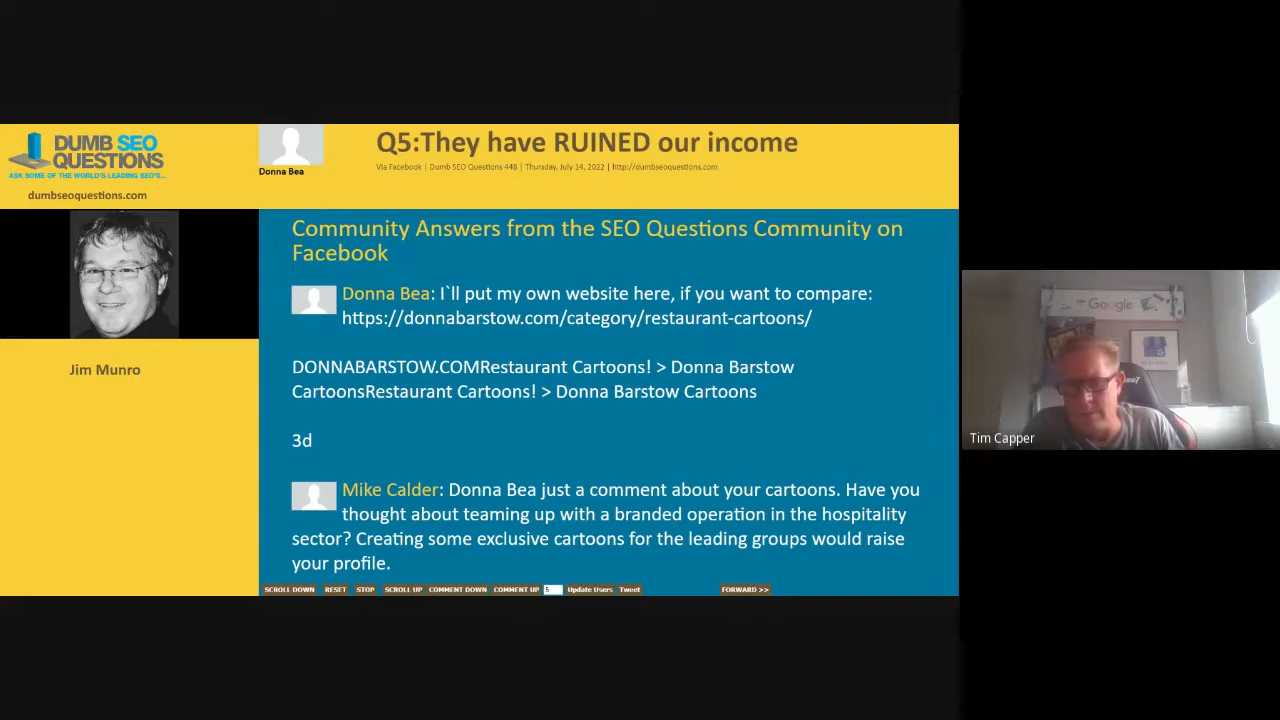 DUMB SEO
QUESTIONS
ASK SOME OF THE WORLD'S LEADING SEO'S...
dumbseoquestions.com
Donna Bea
Q5:They have RUINED our income
Via Facebook | Dumb SEO Questions 448 | Thursday, July 14, 2022 | http://dumbseoquestions.com
Jim Munro
Community Answers from the SEO Questions Community on
Facebook
Donna Bea: I`ll put my own website here, if you want to compare:
https://donnabarstow.com/category/restaurant-cartoons/
DONNABARSTOW.COMRestaurant Cartoons! > Donna Barstow
CartoonsRestaurant Cartoons! > Donna Barstow Cartoons
3d
Mike Calder: Donna Bea just a comment about your cartoons. Have you
thought about teaming up with a branded operation in the hospitality
sector? Creating some exclusive cartoons for the leading groups would raise
your profile.
SCROLL DOWN RESET STOP SCROLL UP COMMENT DOWN COMMENT UP 5 Update Users Tweet FORWARD >>
Google
Tim Capper